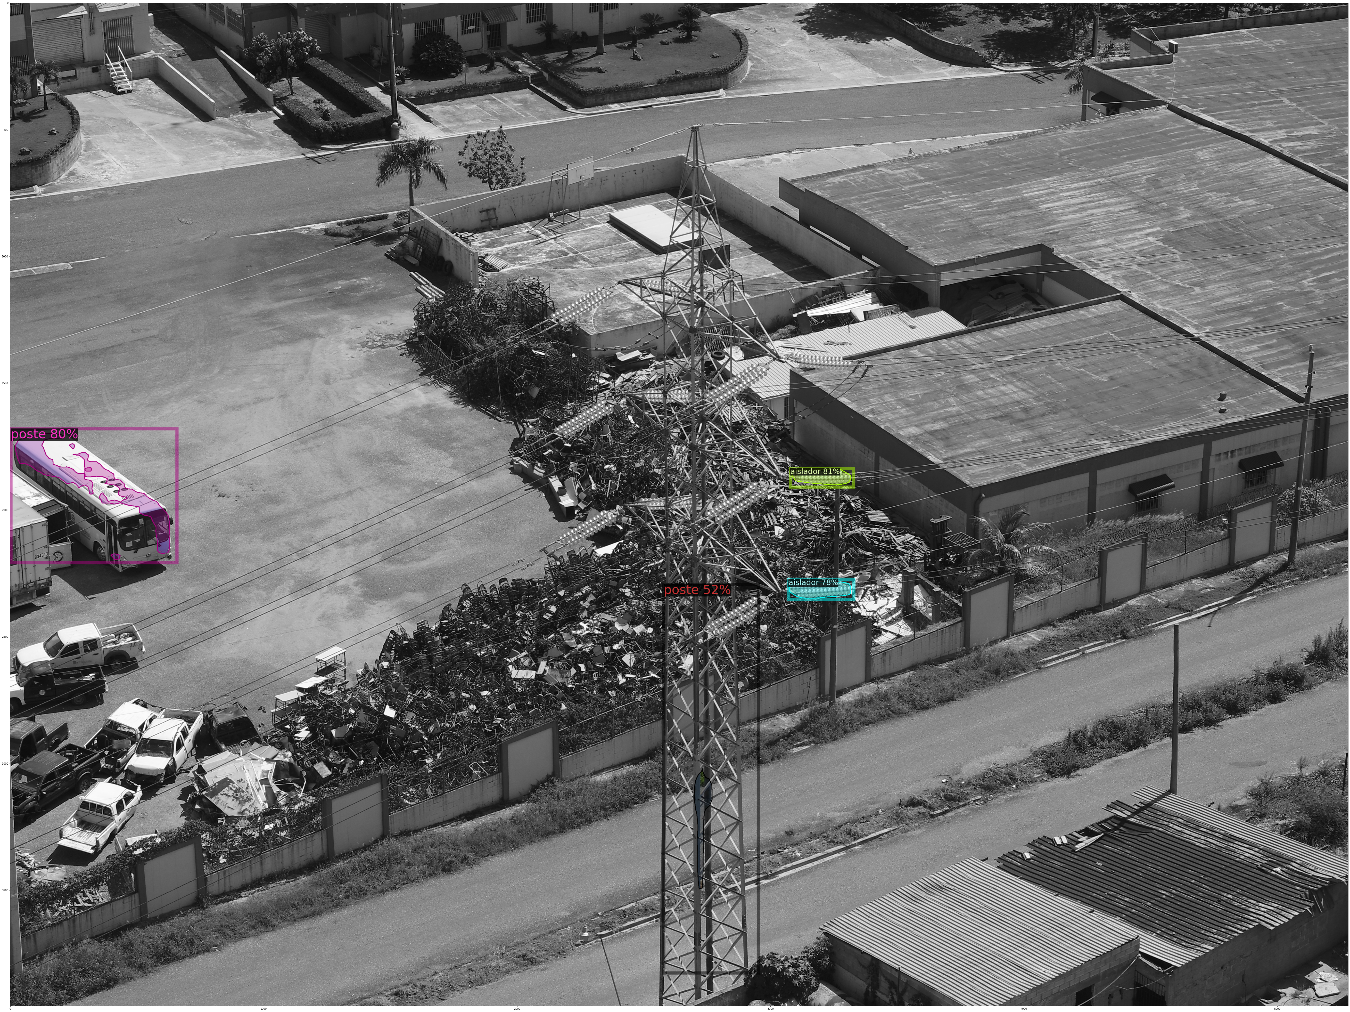 poste 80%
aislador 81%
aislador 78%
poste 52%